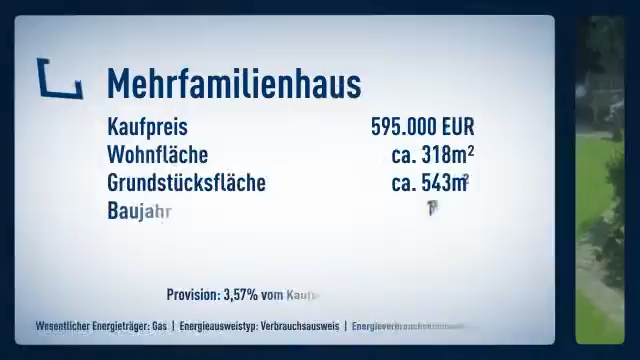 Mehrfamilienhaus
Kaufpreis 595.000 EUR
Wohnfläche ca. 318m²
Grundstücksfläche ca. 543m²
Baujahr
Provision: 3,57% vom
Wesentlicher Energieträger: Gas | Energieausweistyp: Verbrauchsausweis |